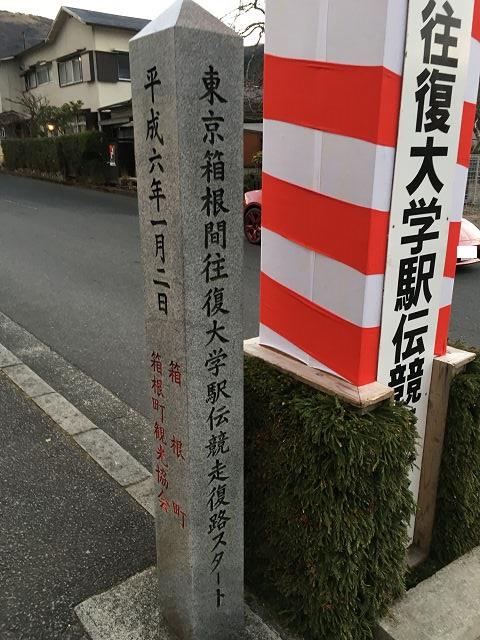 東京箱根間往復大学駅伝競走復路スタート
平成六年一月二日
箱根町
箱根町観光協会
往復大学駅伝競